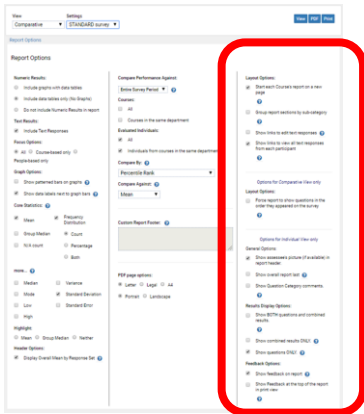 View
Settings
Comparative
STANDARD survey
View
PDF
Print
Report Options
Report Options
Numeric Results:
Include graphs with data tables
Include data tables only (No Graphs)
Do not include Numeric Results in report
Text Results:
Include Text Responses
Focus Options:
All
Course-based only
People-based only
Graph Options:
Show patterned bars on graphs
Show data labels next to graph bars
Core Statistics:
Mean
Frequency Distribution
Group Median
Count
N/A count
Percentage
Both
more...
Median
Variance
Mode
Standard Deviation
Low
Standard Error
High
Highlight
Mean
Group Median
Neither
Header Options:
Display Overall Mean by Response Set
Compare Performance Against:
Entire Survey Period
Courses:
All
Courses in the same department
Evaluated Individuals:
All
Individuals from courses in the same department
Compare By:
Percentile Rank
Compare Against:
Mean
Custom Report Footer:
PDF page options:
Letter
Legal
A4
Portrait
Landscape
Layout Options:
Start each Course's report on a new
page
Group report sections by sub-category
Show links to edit text responses
Show links to view all text responses
from each participant
Options for Comparative View only
Layout Options:
Force report to show questions in the
order they appeared on the survey
Options for Individual View only
General Options:
Show assessees picture (if available) in
report header.
Show overall report text
Show Question Category comments.
Results Display Options:
Show BOTH questions and combined
results.
Show combined results ONLY.
Show questions ONLY.
Feedback Options:
Show Feedback on report
Show Feedback at the top of the report
in print view